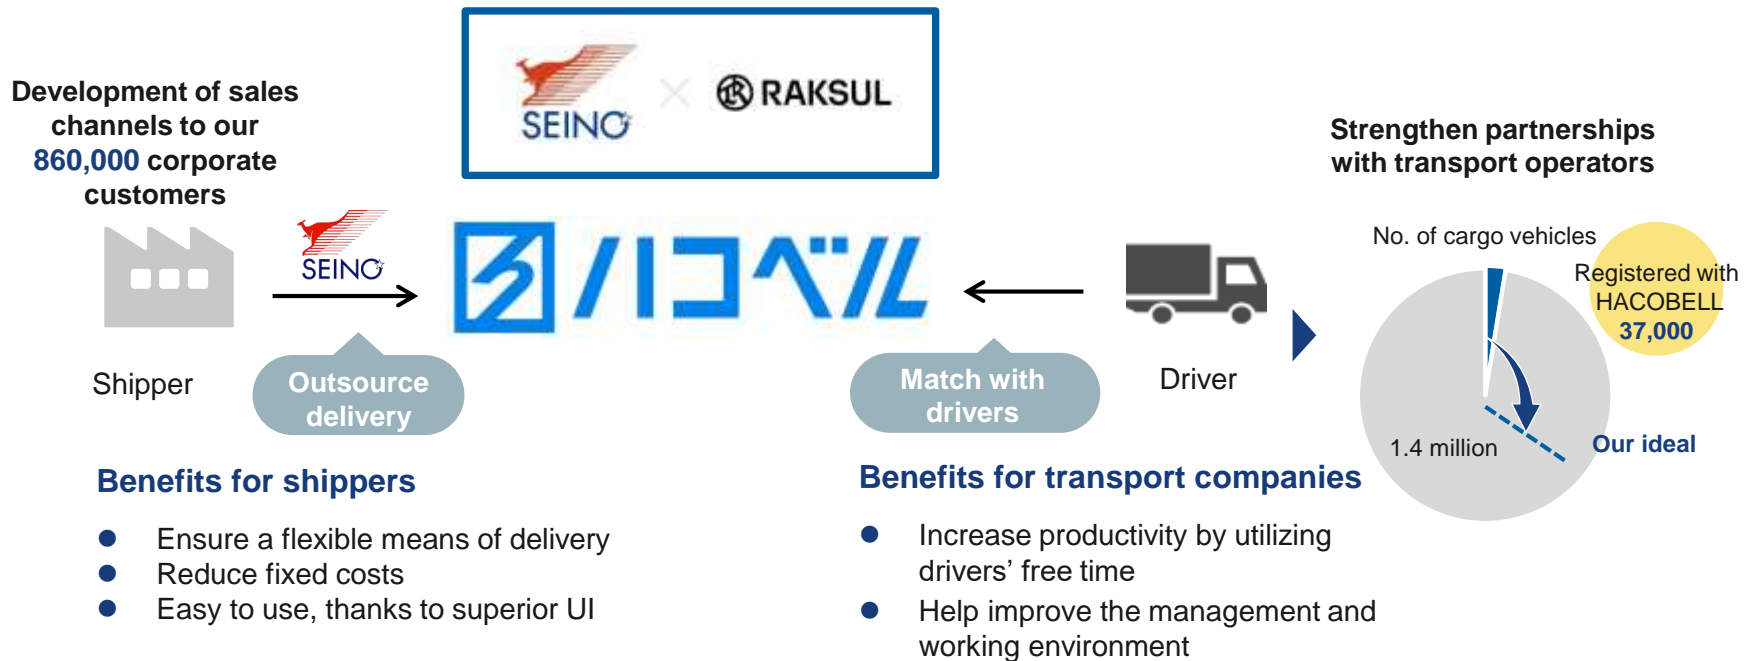 SEINO
RAKSUL
Development of sales
channels to our
860,000 corporate
customers
SEINO
Shipper
Outsource
delivery
ハコベル
Match with
drivers
Driver
Strengthen partnerships
with transport operators
No. of cargo vehicles
Registered with
HACOBELL
37,000
1.4 million
Our ideal
Benefits for shippers
● Ensure a flexible means of delivery
● Reduce fixed costs
● Easy to use, thanks to superior UI
Benefits for transport companies
● Increase productivity by utilizing
drivers’ free time
● Help improve the management and
working environment